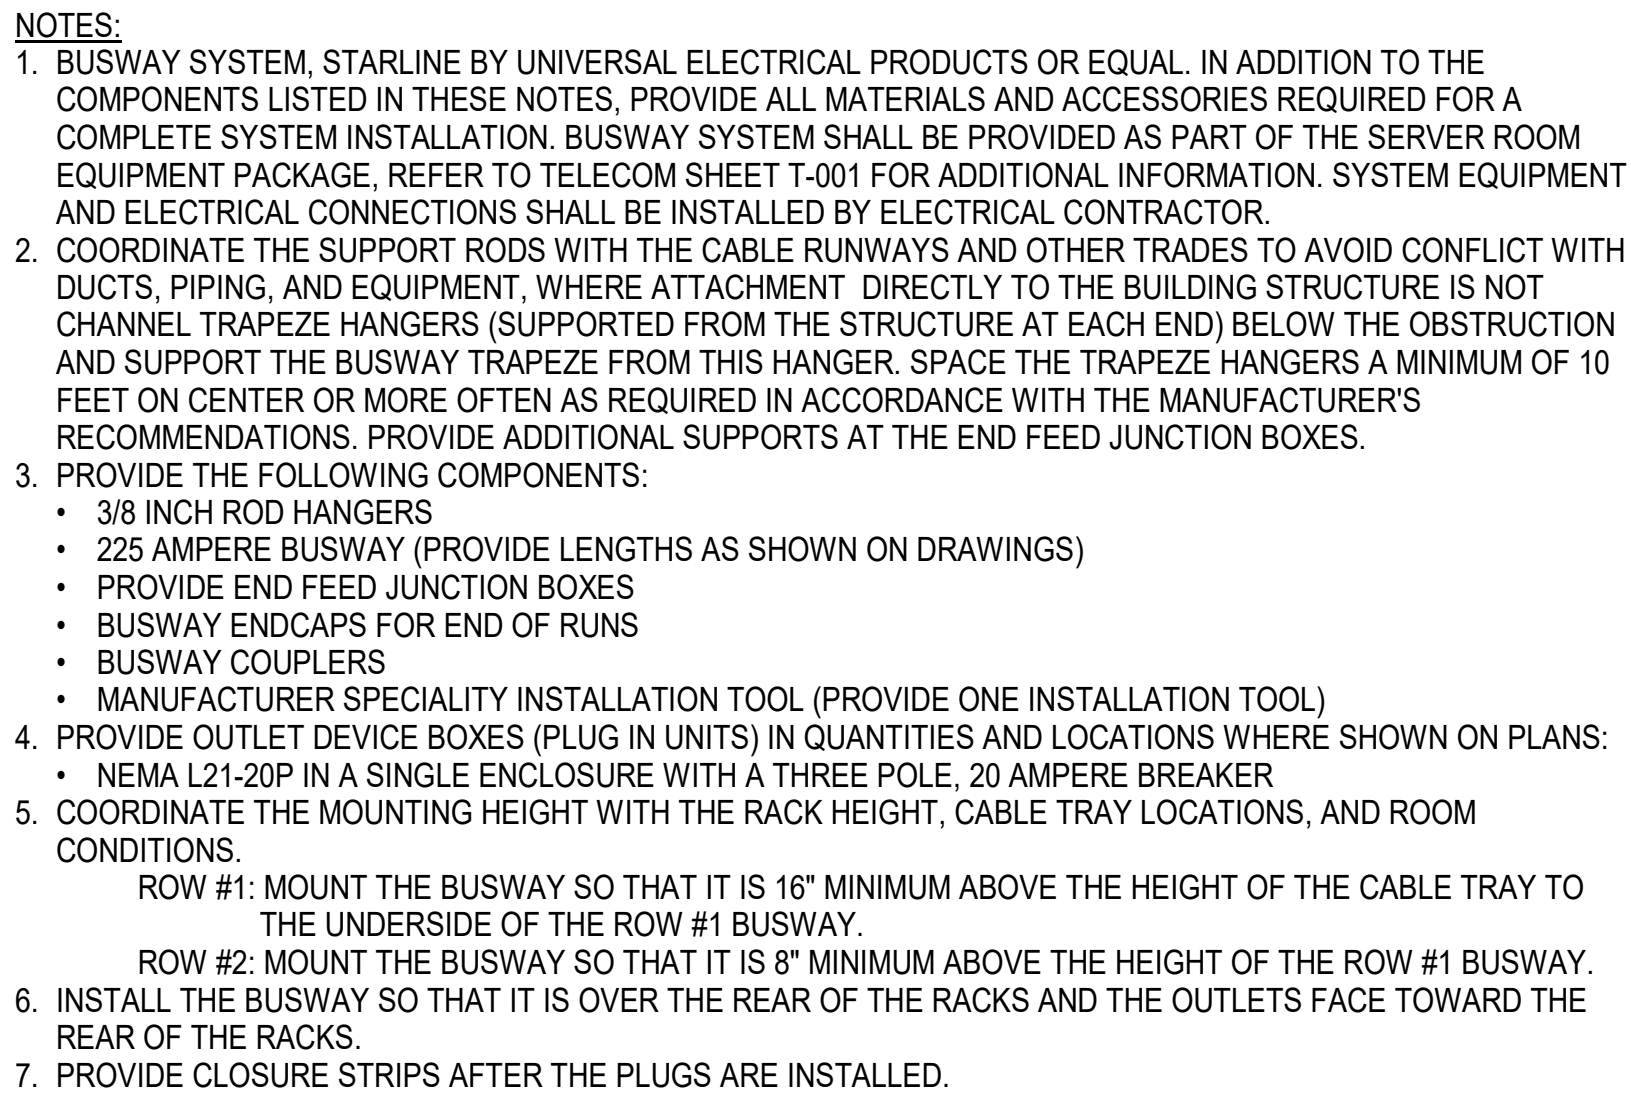 NOTES:
1. BUSWAY SYSTEM, STARLINE BY UNIVERSAL ELECTRICAL PRODUCTS OR EQUAL. IN ADDITION TO THE
COMPONENTS LISTED IN THESE NOTES, PROVIDE ALL MATERIALS AND ACCESSORIES REQUIRED FOR A
COMPLETE SYSTEM INSTALLATION. BUSWAY SYSTEM SHALL BE PROVIDED AS PART OF THE SERVER ROOM
EQUIPMENT PACKAGE, REFER TO TELECOM SHEET T-001 FOR ADDITIONAL INFORMATION. SYSTEM EQUIPMENT
AND ELECTRICAL CONNECTIONS SHALL BE INSTALLED BY ELECTRICAL CONTRACTOR.
2. COORDINATE THE SUPPORT RODS WITH THE CABLE RUNWAYS AND OTHER TRADES TO AVOID CONFLICT WITH
DUCTS, PIPING, AND EQUIPMENT, WHERE ATTACHMENT  DIRECTLY TO THE BUILDING STRUCTURE IS NOT
CHANNEL TRAPEZE HANGERS (SUPPORTED FROM THE STRUCTURE AT EACH END) BELOW THE OBSTRUCTION
AND SUPPORT THE BUSWAY TRAPEZE FROM THIS HANGER. SPACE THE TRAPEZE HANGERS A MINIMUM OF 10
FEET ON CENTER OR MORE OFTEN AS REQUIRED IN ACCORDANCE WITH THE MANUFACTURER'S
RECOMMENDATIONS. PROVIDE ADDITIONAL SUPPORTS AT THE END FEED JUNCTION BOXES.
3. PROVIDE THE FOLLOWING COMPONENTS:
• 3/8 INCH ROD HANGERS
• 225 AMPERE BUSWAY (PROVIDE LENGTHS AS SHOWN ON DRAWINGS)
• PROVIDE END FEED JUNCTION BOXES
• BUSWAY ENDCAPS FOR END OF RUNS
• BUSWAY COUPLERS
• MANUFACTURER SPECIALITY INSTALLATION TOOL (PROVIDE ONE INSTALLATION TOOL)
4. PROVIDE OUTLET DEVICE BOXES (PLUG IN UNITS) IN QUANTITIES AND LOCATIONS WHERE SHOWN ON PLANS:
• NEMA L21-20P IN A SINGLE ENCLOSURE WITH A THREE POLE, 20 AMPERE BREAKER
5. COORDINATE THE MOUNTING HEIGHT WITH THE RACK HEIGHT, CABLE TRAY LOCATIONS, AND ROOM
CONDITIONS.
ROW #1: MOUNT THE BUSWAY SO THAT IT IS 16" MINIMUM ABOVE THE HEIGHT OF THE CABLE TRAY TO
THE UNDERSIDE OF THE ROW #1 BUSWAY.
ROW #2: MOUNT THE BUSWAY SO THAT IT IS 8" MINIMUM ABOVE THE HEIGHT OF THE ROW #1 BUSWAY.
6. INSTALL THE BUSWAY SO THAT IT IS OVER THE REAR OF THE RACKS AND THE OUTLETS FACE TOWARD THE
REAR OF THE RACKS.
7. PROVIDE CLOSURE STRIPS AFTER THE PLUGS ARE INSTALLED.